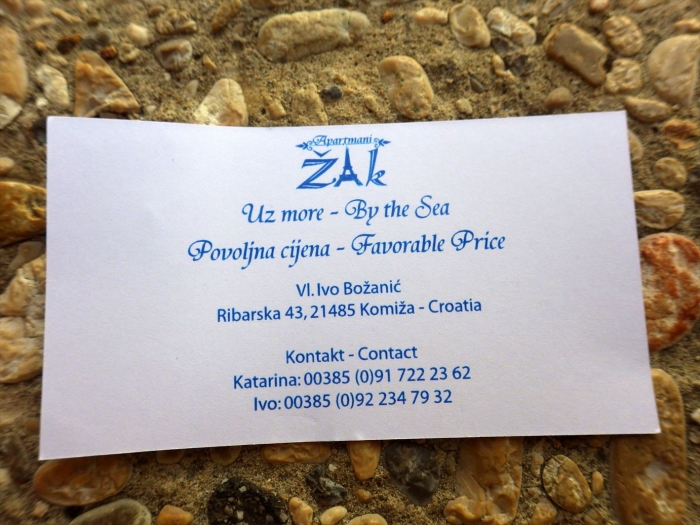 Apartmani
ŽAk
Uz more - By the Sea
Povoljna cijena - Favorable Price
Vl. Ivo Božanić
Ribarska 43, 21485 Komiža - Croatia
Kontakt - Contact
Katarina: 00385 (0)91 722 23 62
Ivo: 00385 (0)92 234 79 32